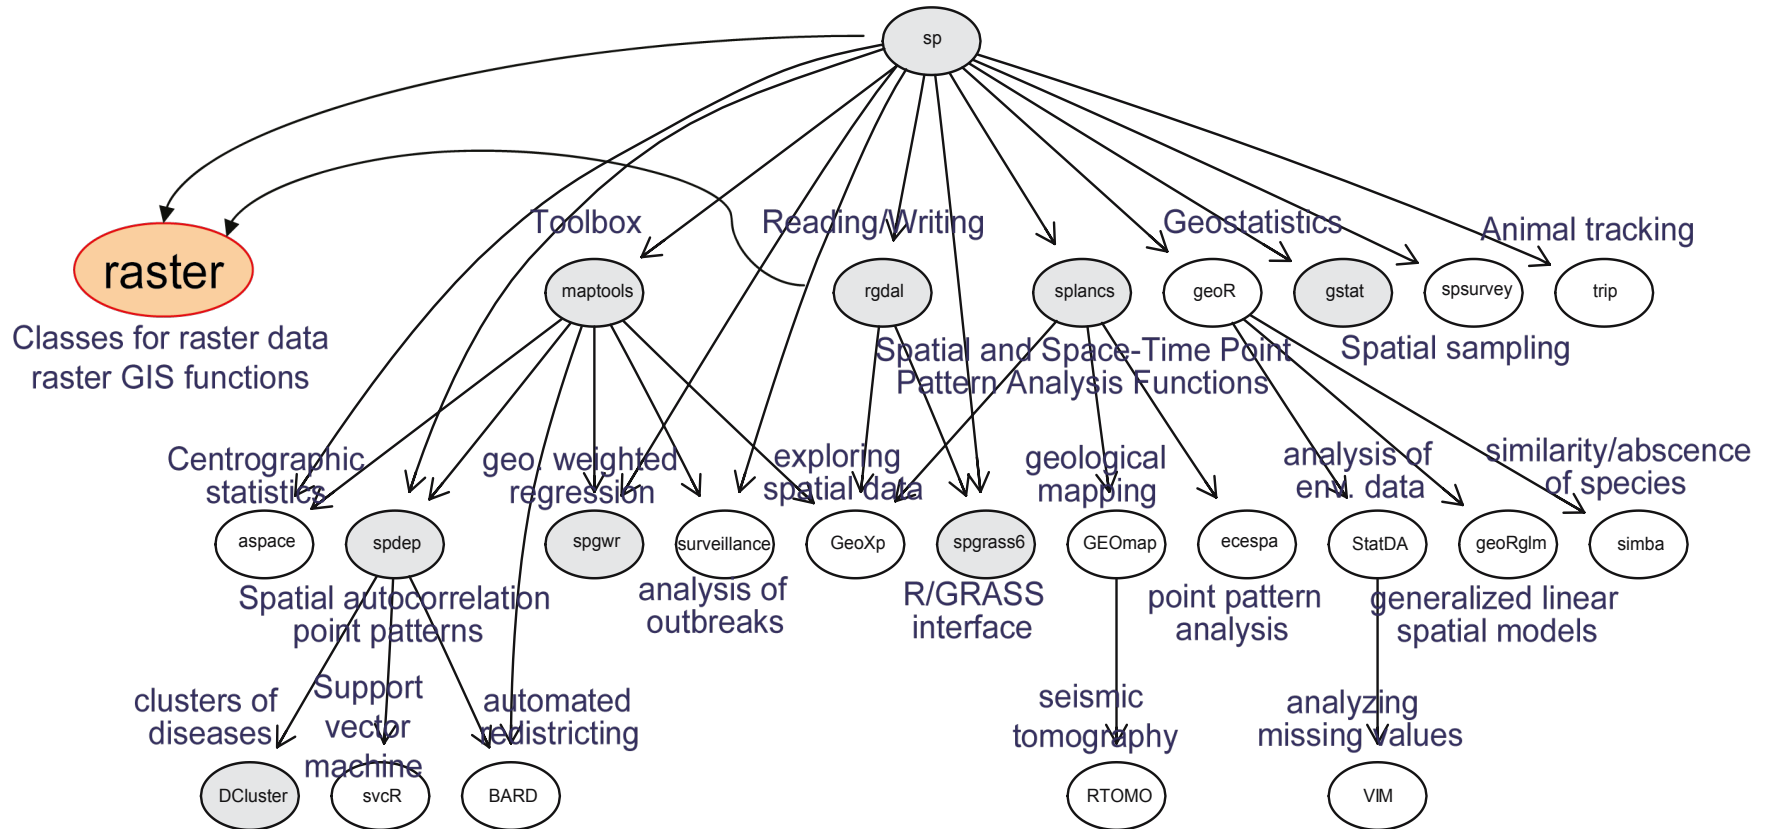 sp
Toolbox
Reading/Writing
Geostatistics
Animal tracking
raster
maptools
rgdal
splancs
geoR
gstat
spsurvey
trip
Classes for raster data
raster GIS functions
Spatial and Space-Time Point
Pattern Analysis Functions
Spatial sampling
Centrographic
statistics
geo. weighted
regression
exploring
spatial data
geological
mapping
analysis of
env. data
similarity/abscence
of species
aspace
spdep
spgwr
surveillance
GeoXp
spgrass6
GEOmap
ecespa
StatDA
geoRglm
simba
Spatial autocorrelation
point patterns
analysis of
outbreaks
R/GRASS
interface
point pattern
analysis
generalized linear
spatial models
clusters of
diseases
Support
vector
machine
automated
redistricting
seismic
tomography
analyzing
missing values
DCluster
svcR
BARD
RTOMO
VIM